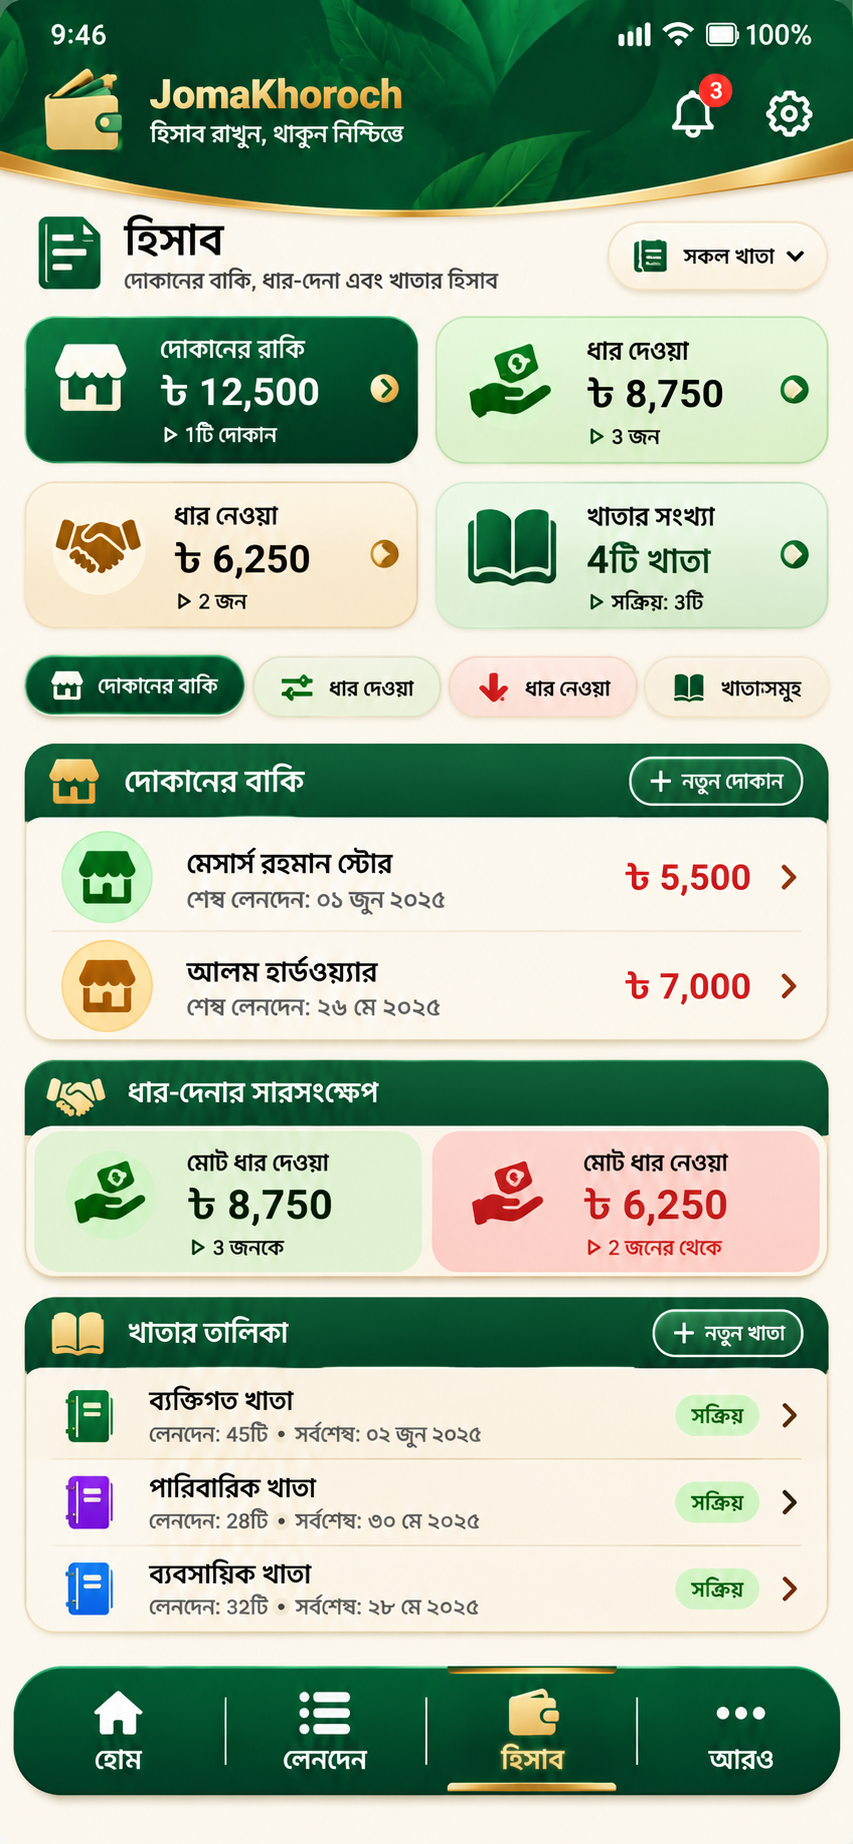 9:46
100%
JomaKhoroch
3
হিসাব রাখুন, থাকুন নিশ্চিন্তে
হিসাব
সকল খাতা
দোকানের বাকি, ধার-দেনা এবং খাতার হিসাব
দোকানের রাকি
৳ 12,500
1টি দোকান
ধার দেওয়া
৳ 8,750
3 জন
ধার নেওয়া
৳ 6,250
2 জন
খাতার সংখ্যা
4টি খাতা
সক্রিয়: 3টি
দোকানের বাকি
ধার দেওয়া
ধার নেওয়া
খাতাসমুহ
দোকানের বাকি
+ নতুন দোকান
মেসার্স রহমান স্টোর
শেষ লেনদেন: ০১ জুন ২০২৫
৳ 5,500
আলম হার্ডওয়্যার
শেষ লেনদেন: ২৬ মে ২০২৫
৳ 7,000
ধার-দেনার সারসংক্ষেপ
মোট ধার দেওয়া
৳ 8,750
3 জনকে
মোট ধার নেওয়া
৳ 6,250
2 জনের থেকে
খাতার তালিকা
+ নতুন খাতা
ব্যক্তিগত খাতা
লেনদেন: 45টি • সর্বশেষ: ০২ জুন ২০২৫
সক্রিয়
পারিবারিক খাতা
লেনদেন: 28টি • সর্বশেষ: ৩০ মে ২০২৫
সক্রিয়
ব্যবসায়িক খাতা
লেনদেন: 32টি • সর্বশেষ: ২৮ মে ২০২৫
সক্রিয়
হোম
লেনদেন
হিসাব
আরও